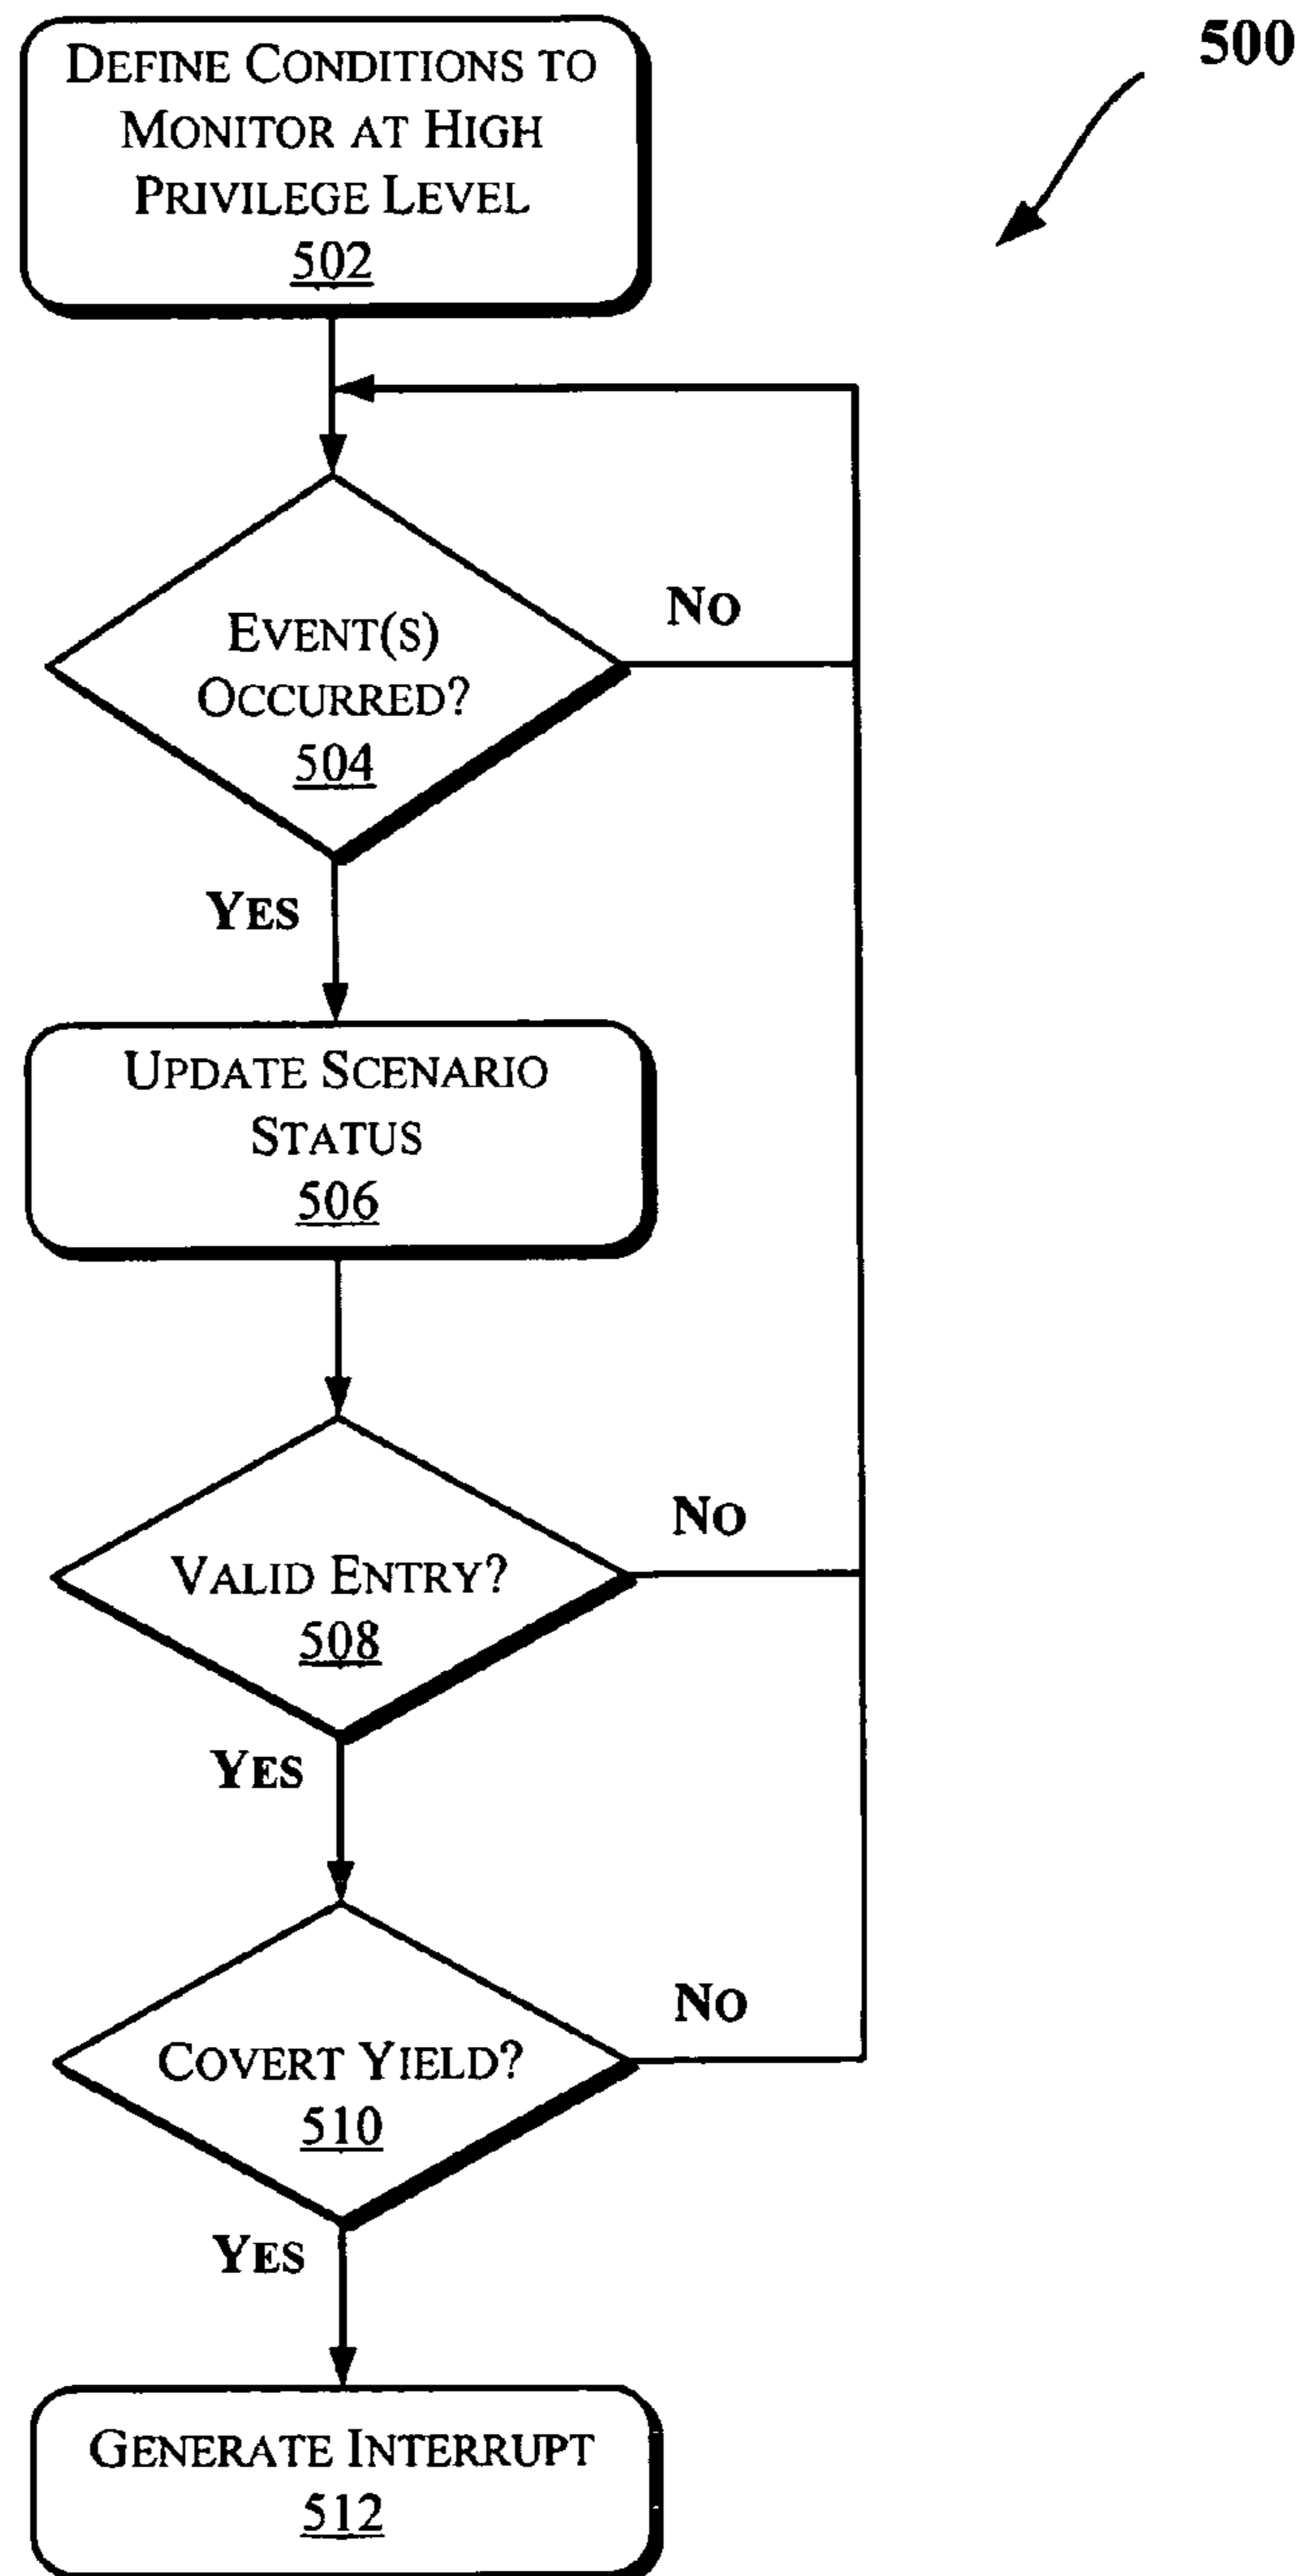 500
DEFINE CONDITIONS TO
MONITOR AT HIGH
PRIVILEGE LEVEL
502
NO
EVENT(S)
OCCURRED?
504
YES
UPDATE SCENARIO
STATUS
506
NO
VALID ENTRY?
508
YES
NO
COVERT YIELD?
510
YES
GENERATE INTERRUPT
512